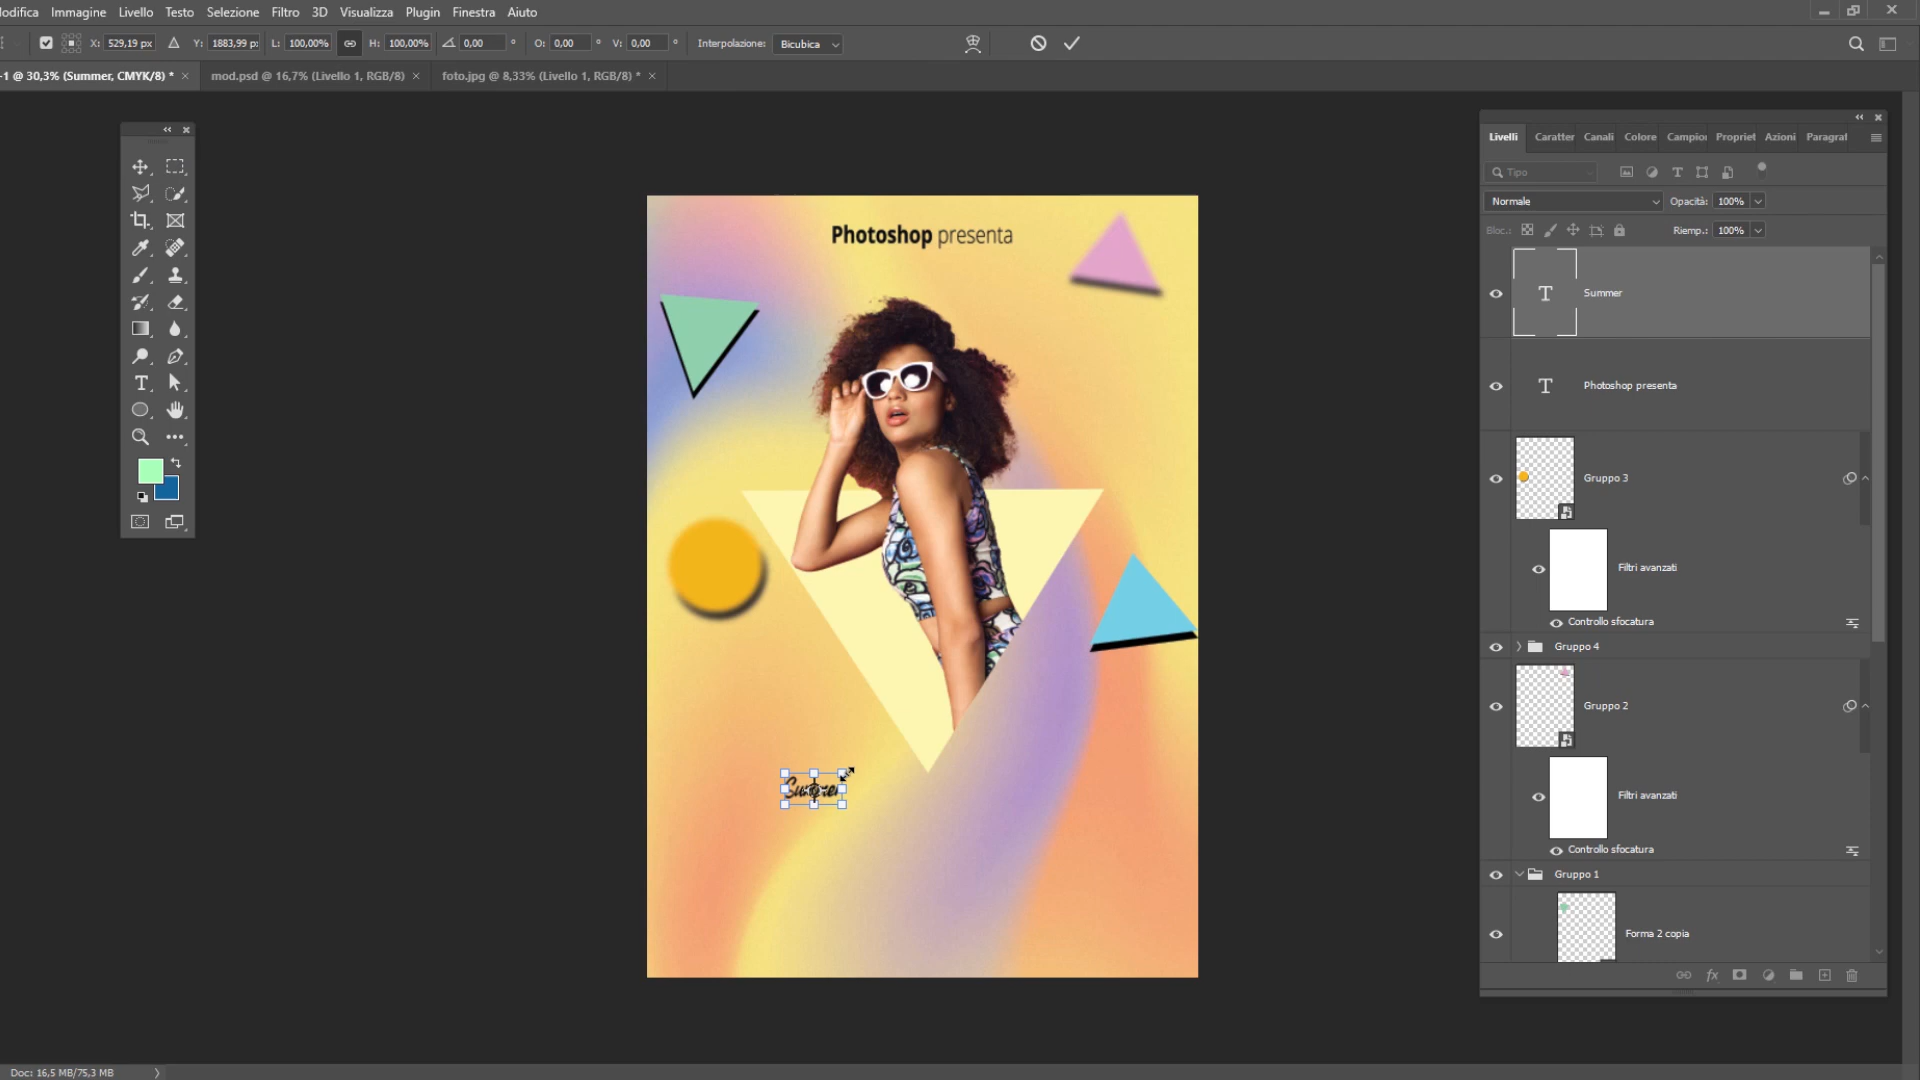 odifica Immagine Livello Testo Selezione Filtro 3D Visualizza Plugin Finestra Aiuto
X: 529,19 px Y: 1883,99 p: L: 100,00% H: 100,00% 0,00 ° O: 0,00 ° V: 0,00 ° Interpolazione: Bicubica
-1 @ 30,3% (Summer, CMYK/8) * × mod.psd @ 16,7% (Livello 1, RGB/8) × foto.jpg @ 8,33% (Livello 1, RGB/8) * ×
Livelli Caratter Canali Colore Campior Propriet Azioni Paragraf
Tipo
Normale Opacità: 100%
Bloc.: Riemp.: 100%
Summer
Photoshop presenta
Gruppo 3
Filtri avanzati
Controllo sfocatura
Gruppo 4
Gruppo 2
Filtri avanzati
Controllo sfocatura
Gruppo 1
Forma 2 copia
fx
Photoshop presenta
Summer
Doc: 16,5 MB/75,3 MB